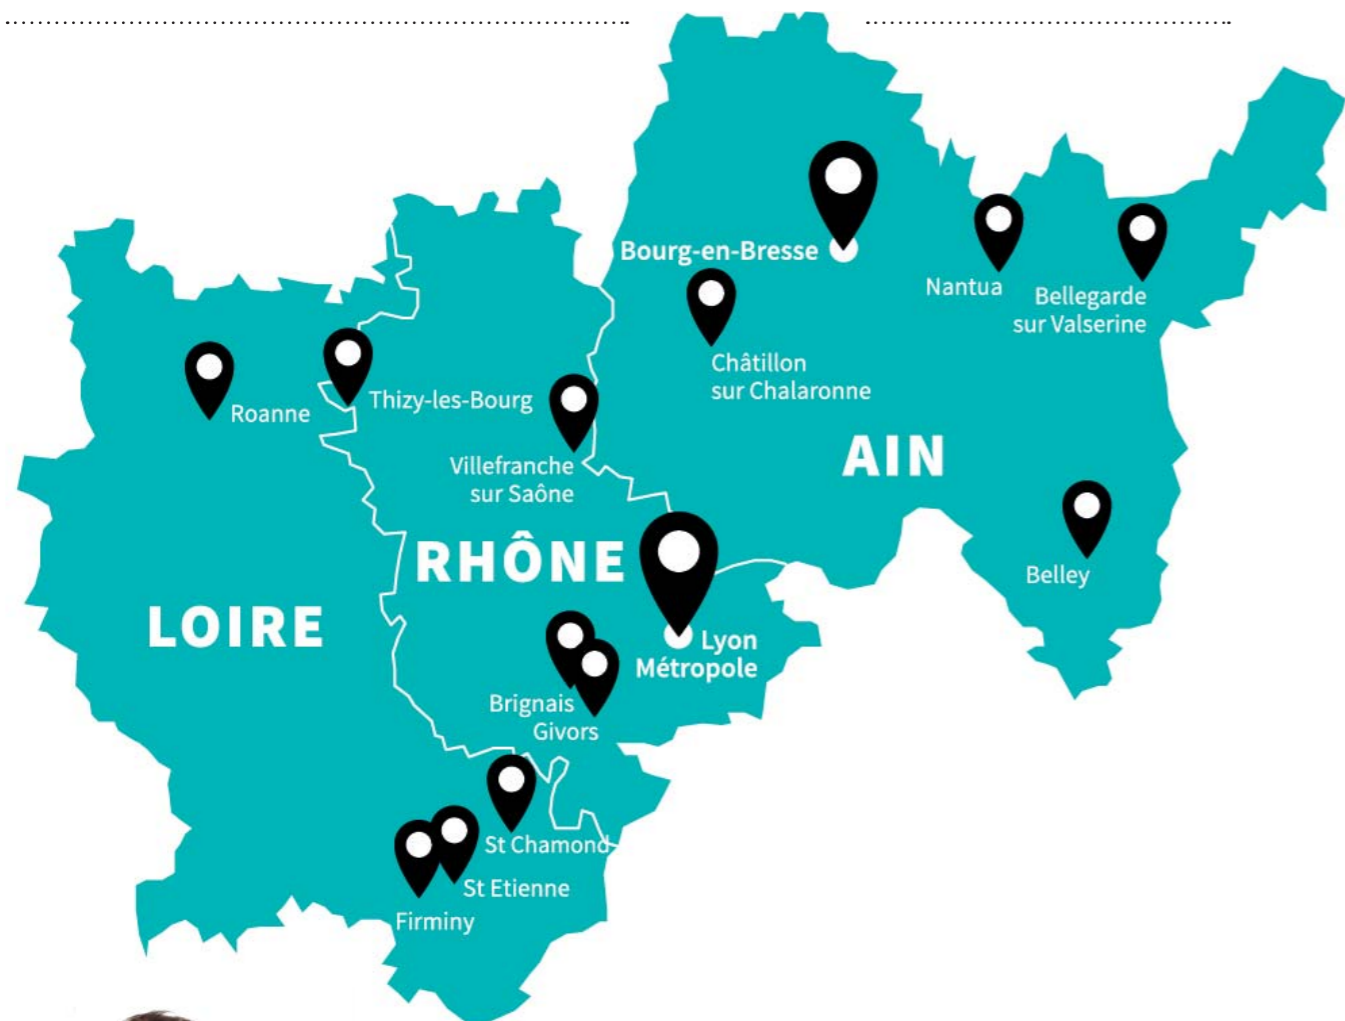 Bourg-en-Bresse
Nantua
Bellegarde
sur Valserine
Châtillon
sur Chalaronne
Roanne
Thizy-les-Bourg
Villefranche
sur Saône
AIN
RHÔNE
Belley
LOIRE
Lyon
Métropole
Brignais
Givors
St Chamond
St Etienne
Firminy